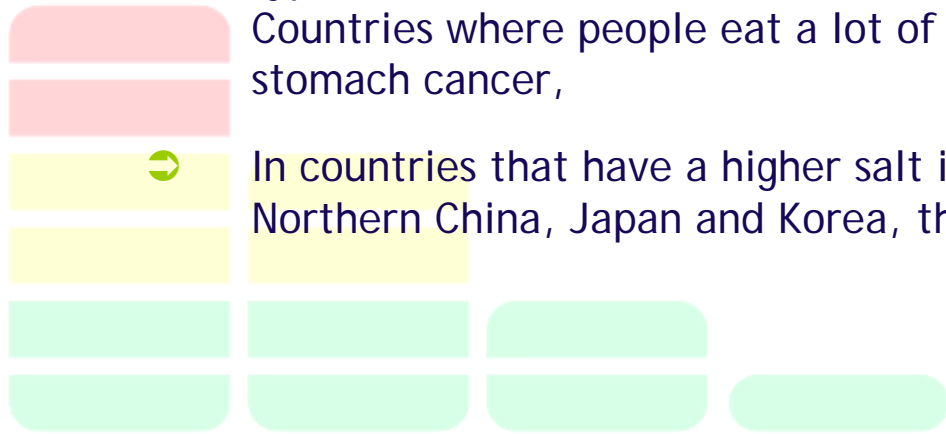 Countries where people eat a lot of
stomach cancer,
In countries that have a higher salt i
Northern China, Japan and Korea, th